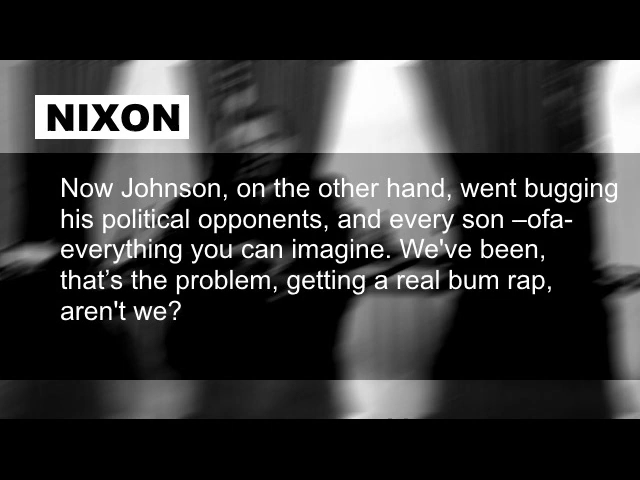 NIXON
Now Johnson, on the other hand, went bugging
his political opponents, and every son –ofa-
everything you can imagine. We've been,
that’s the problem, getting a real bum rap,
aren't we?